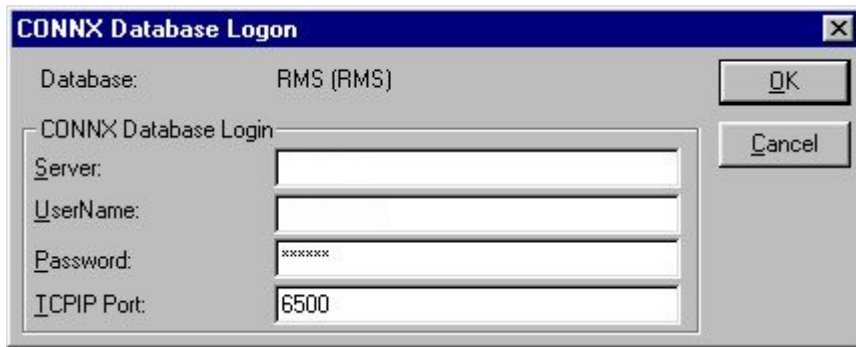 CONNX Database Logon
Database: RMS (RMS)
OK
CONNX Database Login
Cancel
Server:
UserName:
Password: ******
TCPIP Port: 6500